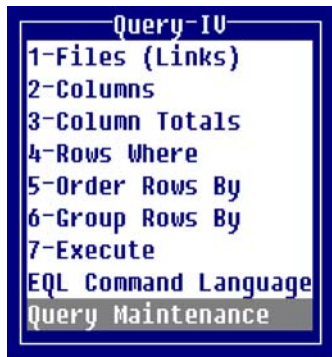 Query-IV
1-Files (Links)
2-Columns
3-Column Totals
4-Rows Where
5-Order Rows By
6-Group Rows By
7-Execute
EQL Command Language
Query Maintenance